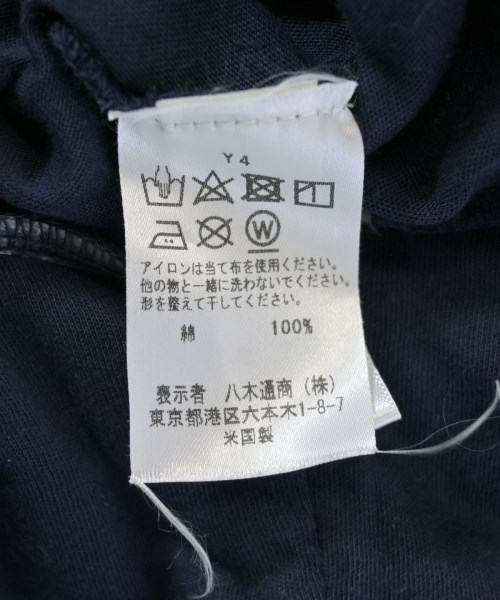 Y4
W
アイロンは当て布を使用ください。
他の物と一緒に洗わないでください。
形を整えて干してください。
綿 100%
表示者 八木通商(株)
東京都港区六本木1-8-7
米国製